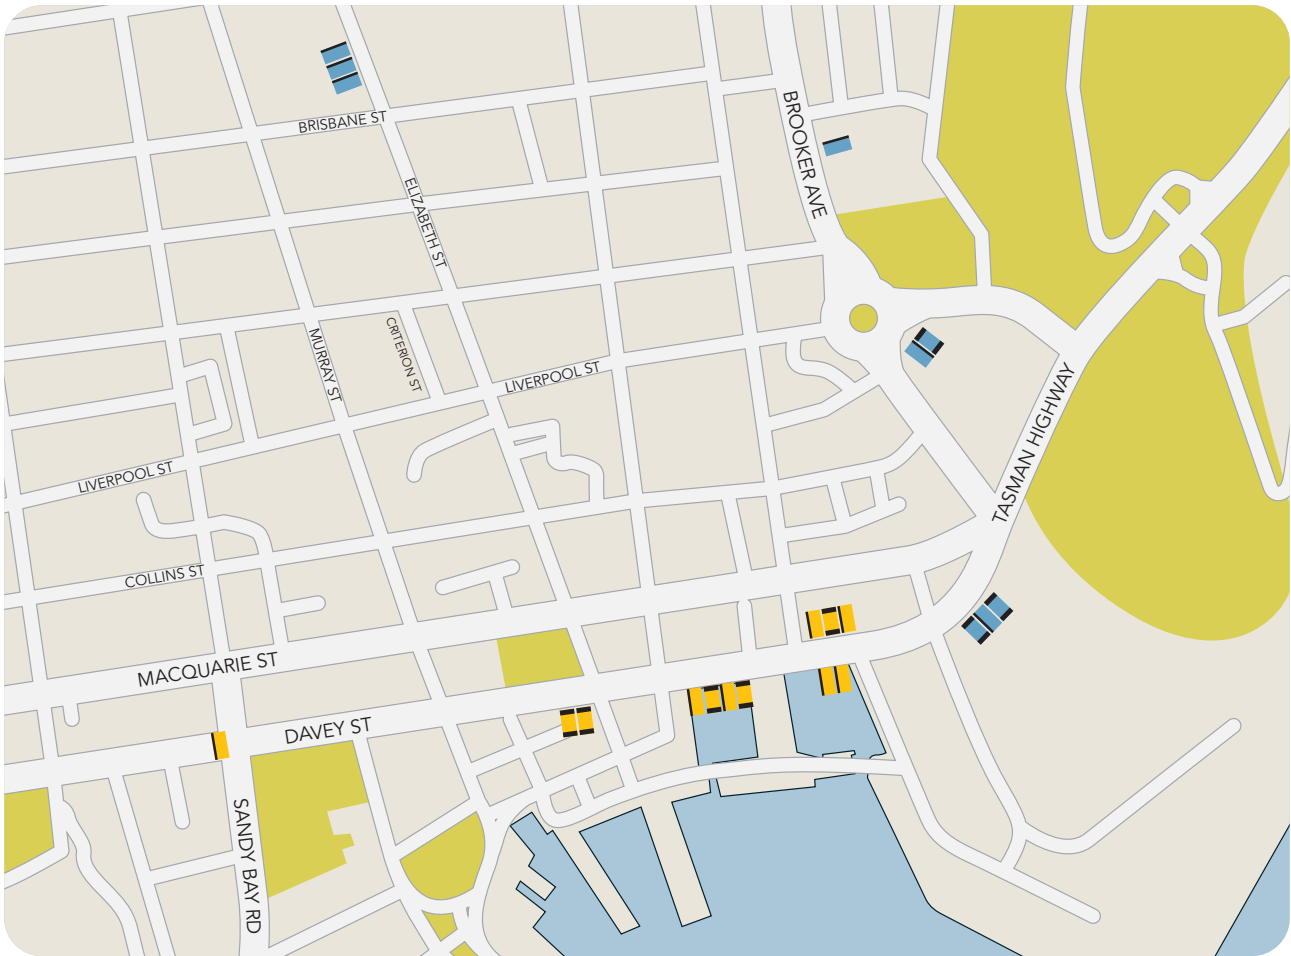 BRISBANE ST
BROOKER AVE
ELIZABETH ST
MURRAY ST
CRITERION ST
LIVERPOOL ST
TASMAN HIGHWAY
LIVERPOOL ST
COLLINS ST
MACQUARIE ST
DAVEY ST
SANDY BAY RD